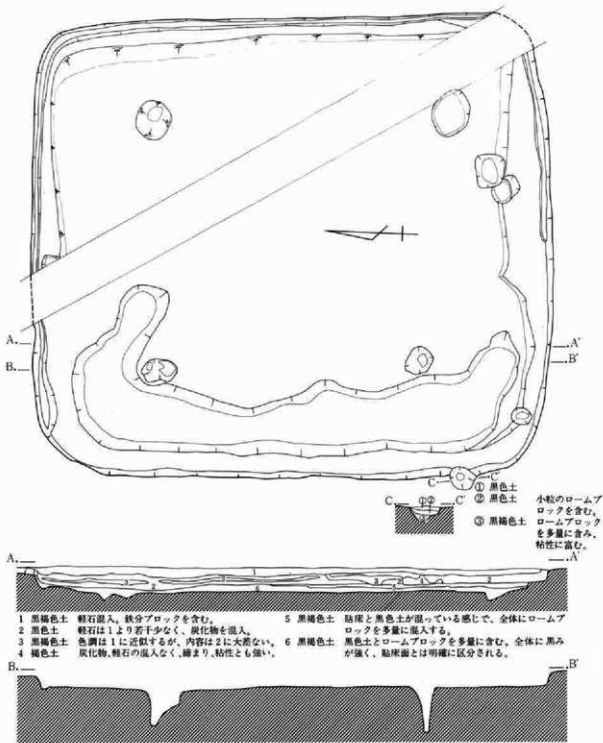 A.
A'
B.
B'
C
C'
① 黒色土
② 黒色土 小粒のロームブロックを含む。
③ 黒褐色土 ロームブロックを多量に含み、粘性に富む。
C
①②
C'
A
A'
1
2
3
4
6
1 黒褐色土 軽石混入。鉄分ブロックを含む。
2 黒色土 軽石は1より若干少なく、炭化物を混入。
3 黒褐色土 色調は1に近似するが、内容は2に大差ない。
4 褐色土 炭化物、軽石の混入なく、締まり、粘性とも強い。
5 黒褐色土 貼床と黒色土が混っている感じで、全体にロームブ
ロックを多量に混入する。
6 黒褐色土 黒色土とロームブロックを多量に含む。全体に黒み
が強く、貼床面とは明確に区分される。
B
B'